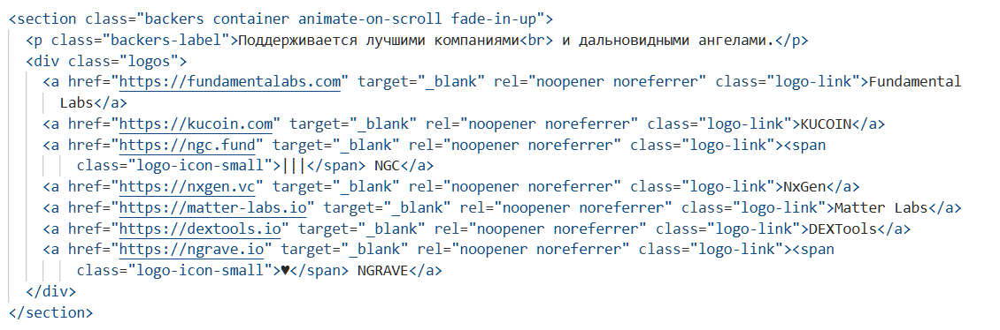 <section class="backers container animate-on-scroll fade-in-up">
<p class="backers-label">Поддерживается лучшими компаниями<br> и дальновидными ангелами.</p>
<div class="logos">
<a href="https://fundamentalabs.com" target="_blank" rel="noopener noreferrer" class="logo-link">Fundamental
Labs</a>
<a href="https://kucoin.com" target="_blank" rel="noopener noreferrer" class="logo-link">KUCOIN</a>
<a href="https://ngc.fund" target="_blank" rel="noopener noreferrer" class="logo-link"><span
class="logo-icon-small">|||</span> NGC</a>
<a href="https://nxgen.vc" target="_blank" rel="noopener noreferrer" class="logo-link">NxGen</a>
<a href="https://matter-labs.io" target="_blank" rel="noopener noreferrer" class="logo-link">Matter Labs</a>
<a href="https://dextools.io" target="_blank" rel="noopener noreferrer" class="logo-link">DEXTools</a>
<a href="https://ngrave.io" target="_blank" rel="noopener noreferrer" class="logo-link"><span
class="logo-icon-small">♥</span> NGRAVE</a>
</div>
</section>